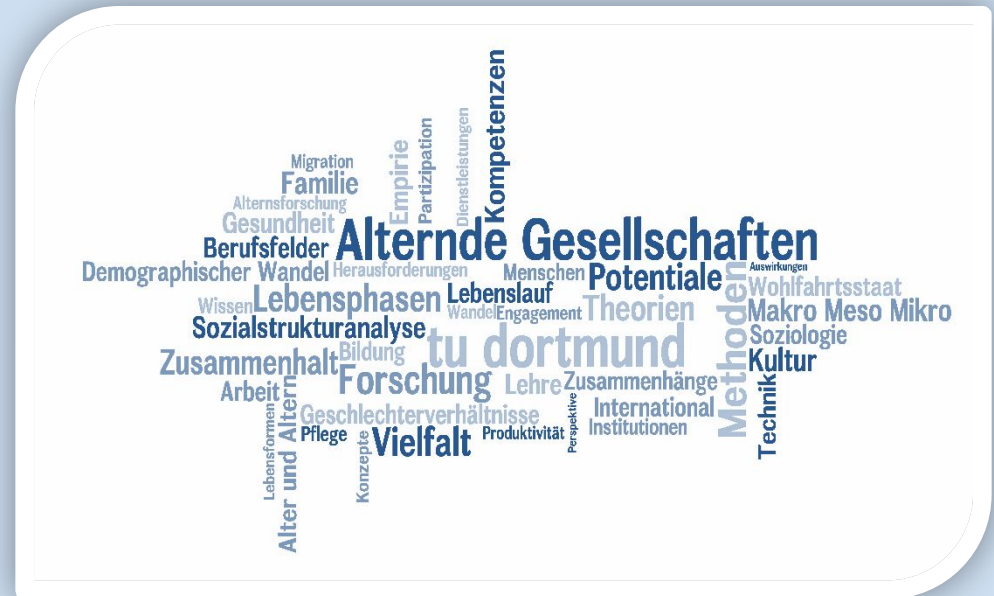 Kompetenzen
Dienstleistungen
Partizipation
Empirie
Migration
Familie
Alternsforschung
Gesundheit
Alternde Gesellschaften
Berufsfelder
Demographischer Wandel
Herausforderungen
Menschen
Potentiale
Auswirkungen
Methoden
Wohlfahrtsstaat
Wissen
Lebensphasen
Lebenslauf
Wandel
Engagement
Theorien
Makro Meso Mikro
Sozialstrukturanalyse
tu dortmund
Soziologie
Zusammenhalt
Bildung
Kultur
Arbeit
Forschung
Lehre
Zusammenhänge
Technik
Geschlechterverhältnisse
International
Institutionen
Perspektive
Lebensformen
Alter und Altern
Pflege
Konzepte
Vielfalt
Produktivität